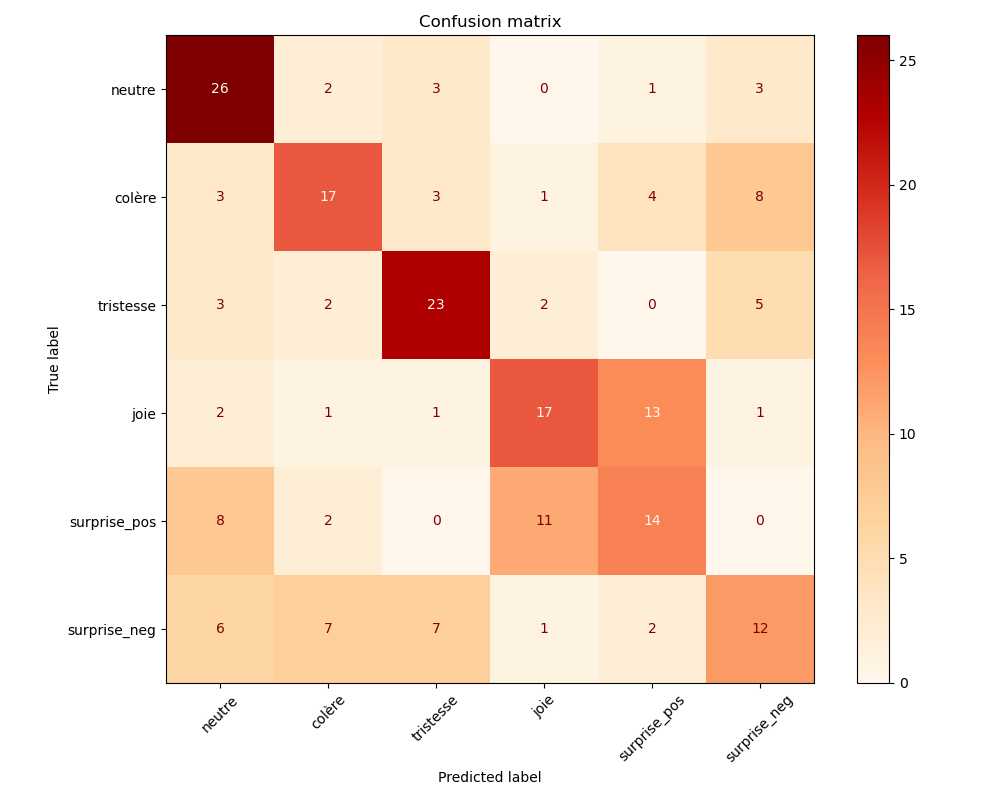 Confusion matrix
neutre 26 2 3 0 1 3
colère 3 17 3 1 4 8
tristesse 3 2 23 2 0 5
joie 2 1 1 17 13 1
surprise_pos 8 2 0 11 14 0
surprise_neg 6 7 7 1 2 12
neutre colère tristesse joie surprise_pos surprise_neg
Predicted label
True label
25
20
15
10
5
0